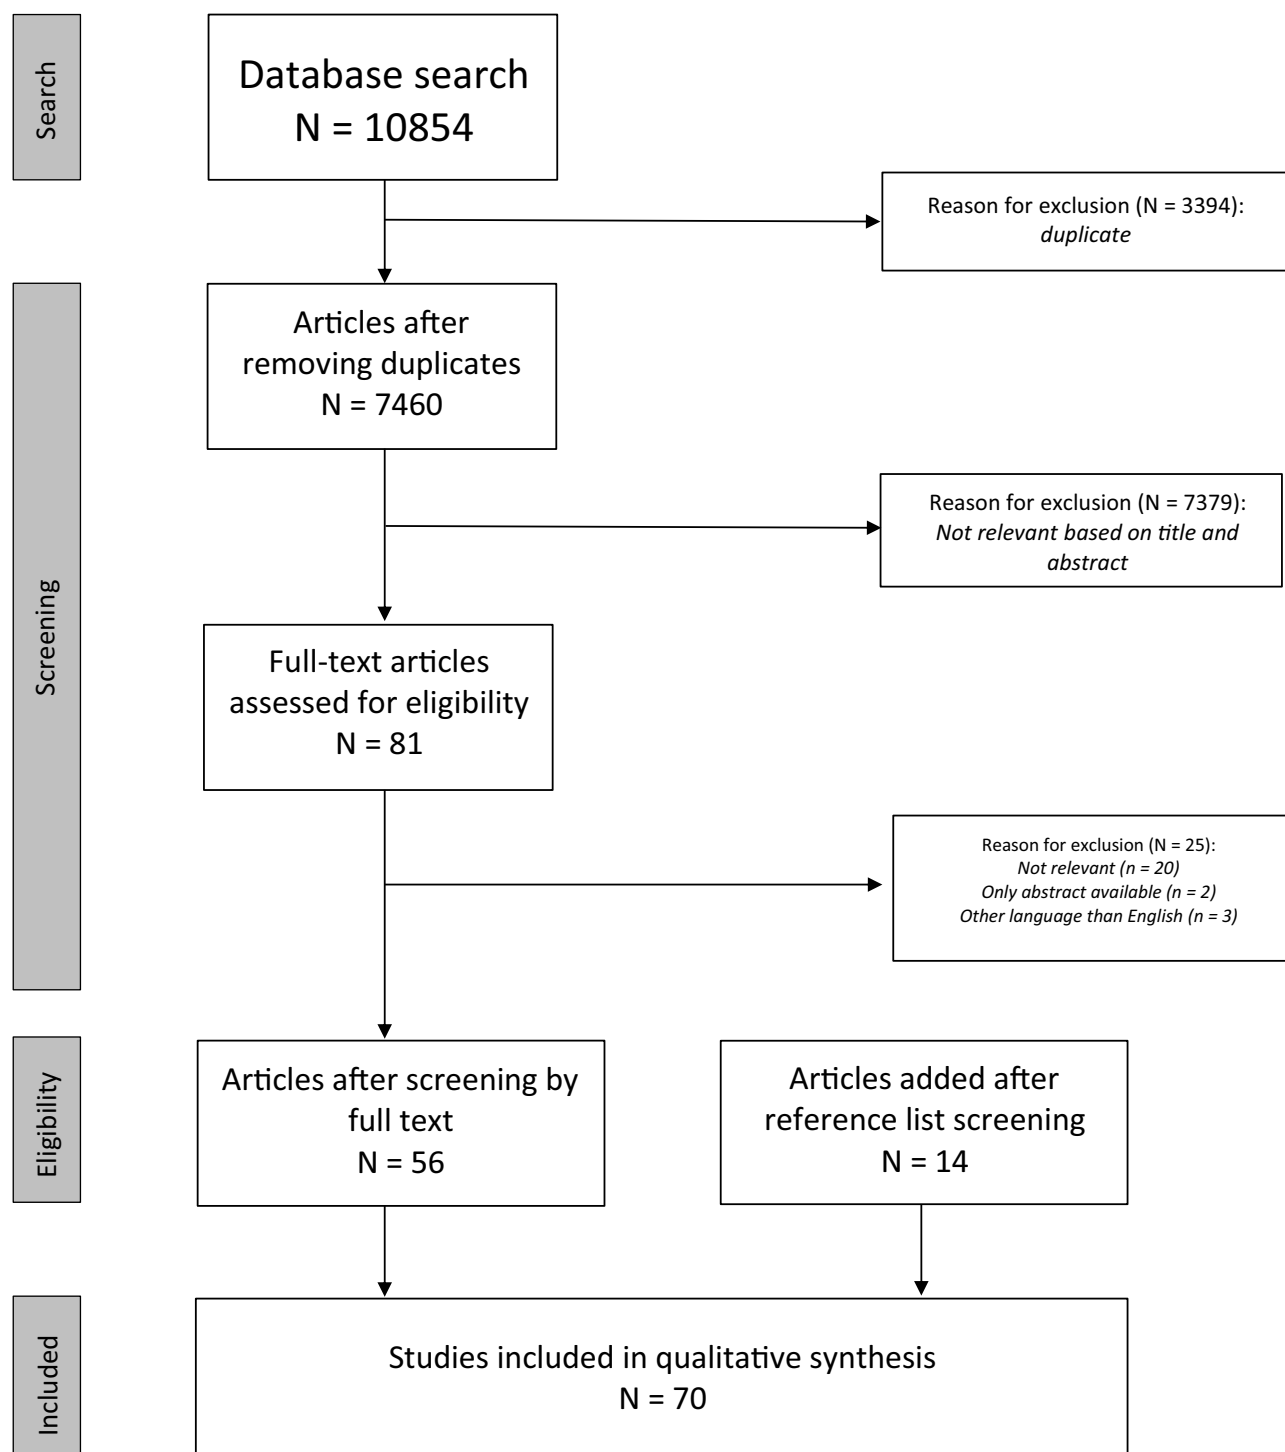 Search
Database search
N = 10854
Reason for exclusion (N = 3394):
duplicate
Screening
Articles after
removing duplicates
N = 7460
Reason for exclusion (N = 7379):
Not relevant based on title and
abstract
Full-text articles
assessed for eligibility
N = 81
Reason for exclusion (N = 25):
Not relevant (n = 20)
Only abstract available (n = 2)
Other language than English (n = 3)
Eligibility
Articles after screening by
full text
N = 56
Articles added after
reference list screening
N = 14
Included
Studies included in qualitative synthesis
N = 70